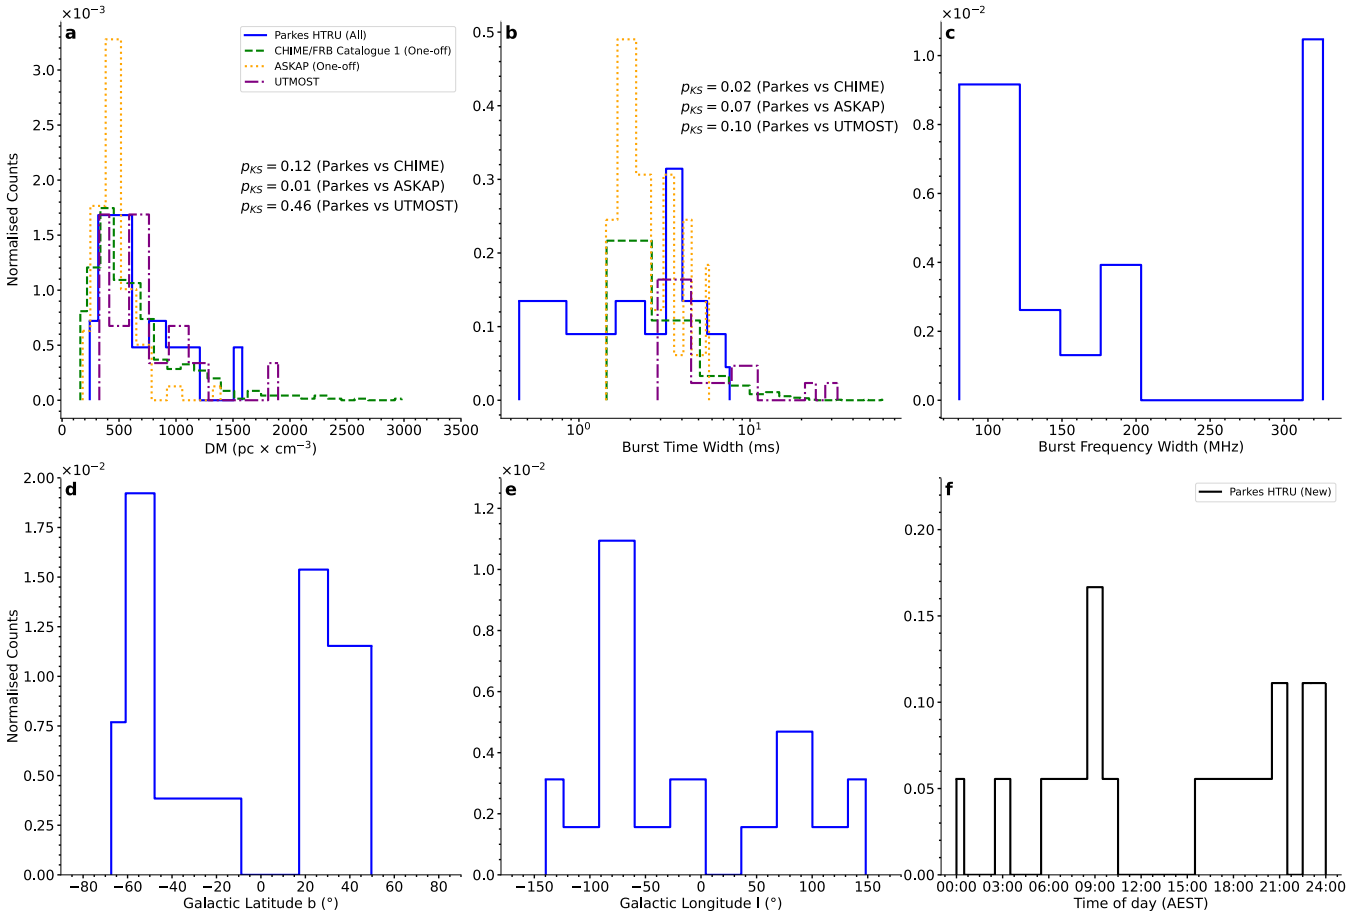 ×10⁻³
a
Parkes HTRU (All)
CHIME/FRB Catalogue 1 (One-off)
ASKAP (One-off)
UTMOST
p_KS = 0.12 (Parkes vs CHIME)
p_KS = 0.01 (Parkes vs ASKAP)
p_KS = 0.46 (Parkes vs UTMOST)
3.0
2.5
2.0
1.5
1.0
0.5
0.0
Normalised Counts
0 500 1000 1500 2000 2500 3000 3500
DM (pc × cm⁻³)
b
p_KS = 0.02 (Parkes vs CHIME)
p_KS = 0.07 (Parkes vs ASKAP)
p_KS = 0.10 (Parkes vs UTMOST)
0.5
0.4
0.3
0.2
0.1
0.0
10⁰ 10¹
Burst Time Width (ms)
×10⁻²
c
1.0
0.8
0.6
0.4
0.2
0.0
100 150 200 250 300
Burst Frequency Width (MHz)
×10⁻²
d
2.00
1.75
1.50
1.25
1.00
0.75
0.50
0.25
0.00
Normalised Counts
−80 −60 −40 −20 0 20 40 60 80
Galactic Latitude b (°)
×10⁻²
e
1.2
1.0
0.8
0.6
0.4
0.2
0.0
−150 −100 −50 0 50 100 150
Galactic Longitude l (°)
f
Parkes HTRU (New)
0.20
0.15
0.10
0.05
0.00
00:00 03:00 06:00 09:00 12:00 15:00 18:00 21:00 24:00
Time of day (AEST)